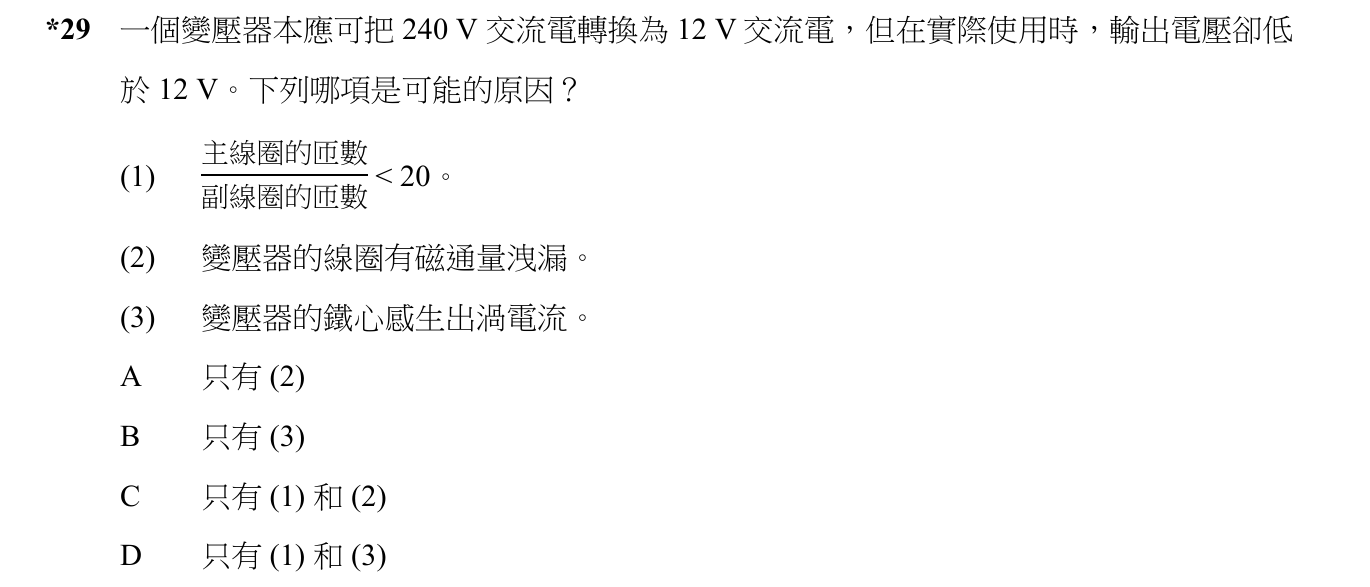 *29 一個變壓器本應可把 240 V 交流電轉換為 12 V 交流電，但在實際使用時，輸出電壓卻低
於 12 V。下列哪項是可能的原因？
(1) 主線圈的匝數
副線圈的匝數 < 20。
(2) 變壓器的線圈有磁通量洩漏。
(3) 變壓器的鐵心感生出渦電流。
A 只有 (2)
B 只有 (3)
C 只有 (1) 和 (2)
D 只有 (1) 和 (3)